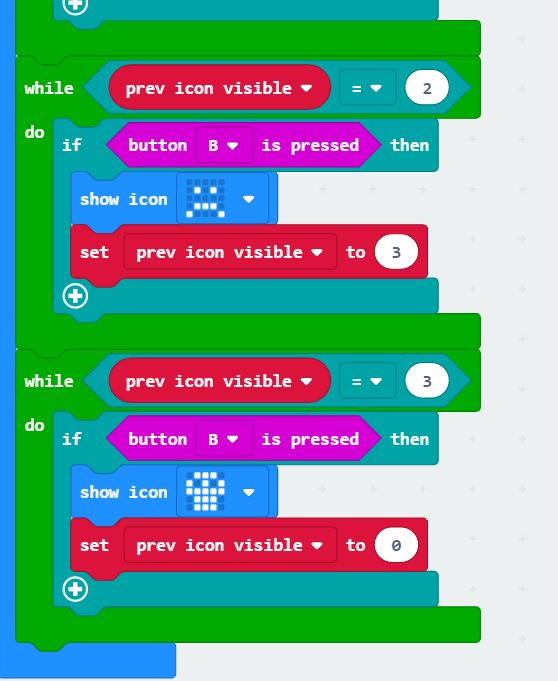 while prev icon visible = 2
do
if button B is pressed then
show icon
set prev icon visible to 3
while prev icon visible = 3
do
if button B is pressed then
show icon
set prev icon visible to 0